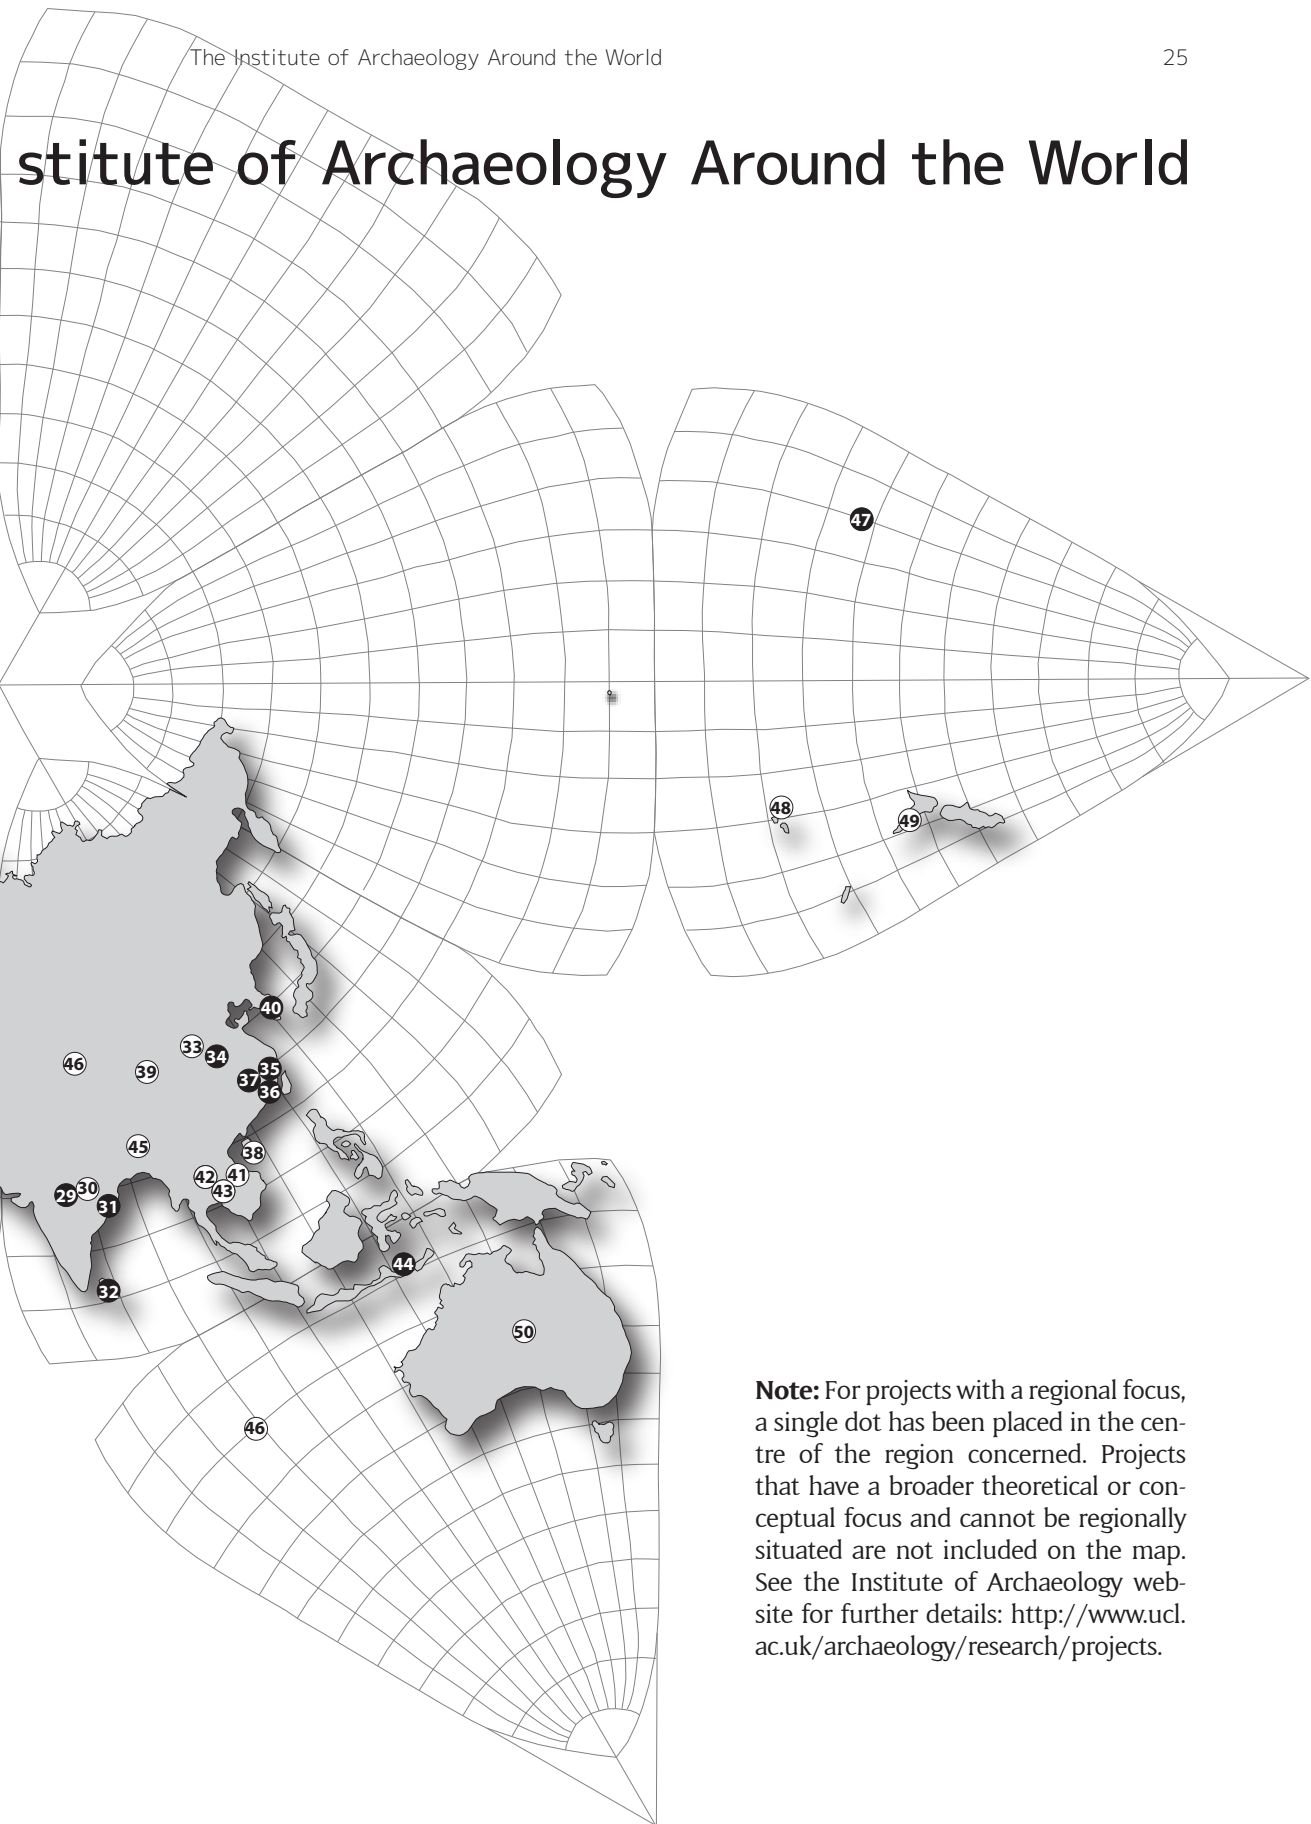 The Institute of Archaeology Around the World 25
stitute of Archaeology Around the World
47
48
49
40
33
34
35
46
39
37
36
45
38
42
41
29
30
43
31
44
32
50
46
Note: For projects with a regional focus,
a single dot has been placed in the cen-
tre of the region concerned. Projects
that have a broader theoretical or con-
ceptual focus and cannot be regionally
situated are not included on the map.
See the Institute of Archaeology web-
site for further details: http://www.ucl.
ac.uk/archaeology/research/projects.